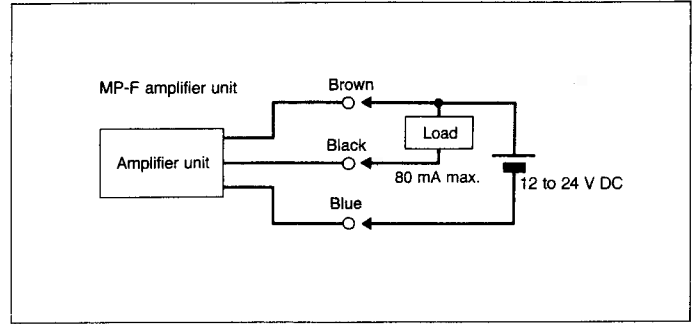 MP-F amplifier unit
Brown
Load
Black
Amplifier unit
80 mA max.
12 to 24 V DC
Blue